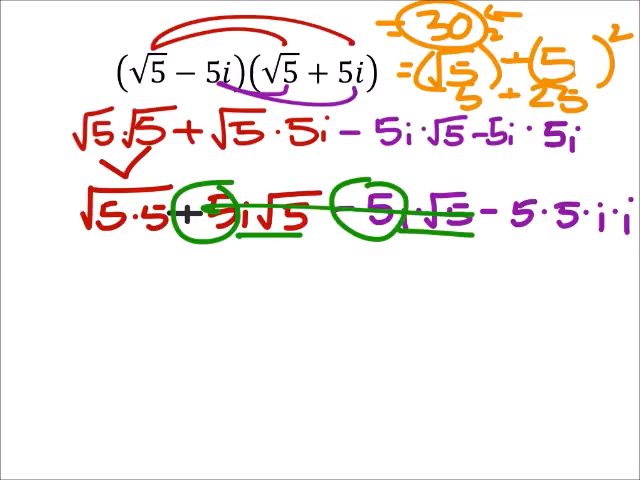 = 30
(√5 − 5i)(√5 + 5i) = (√5)² + (5)²
5 + 25
√5·√5 + √5·5i − 5i·√5 − 5i·5i
√5·5 + 5i√5 − 5i·√5 − 5·5·i·i